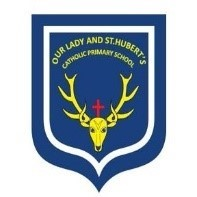 OUR LADY AND ST.HUBERT'S
CATHOLIC PRIMARY SCHOOL